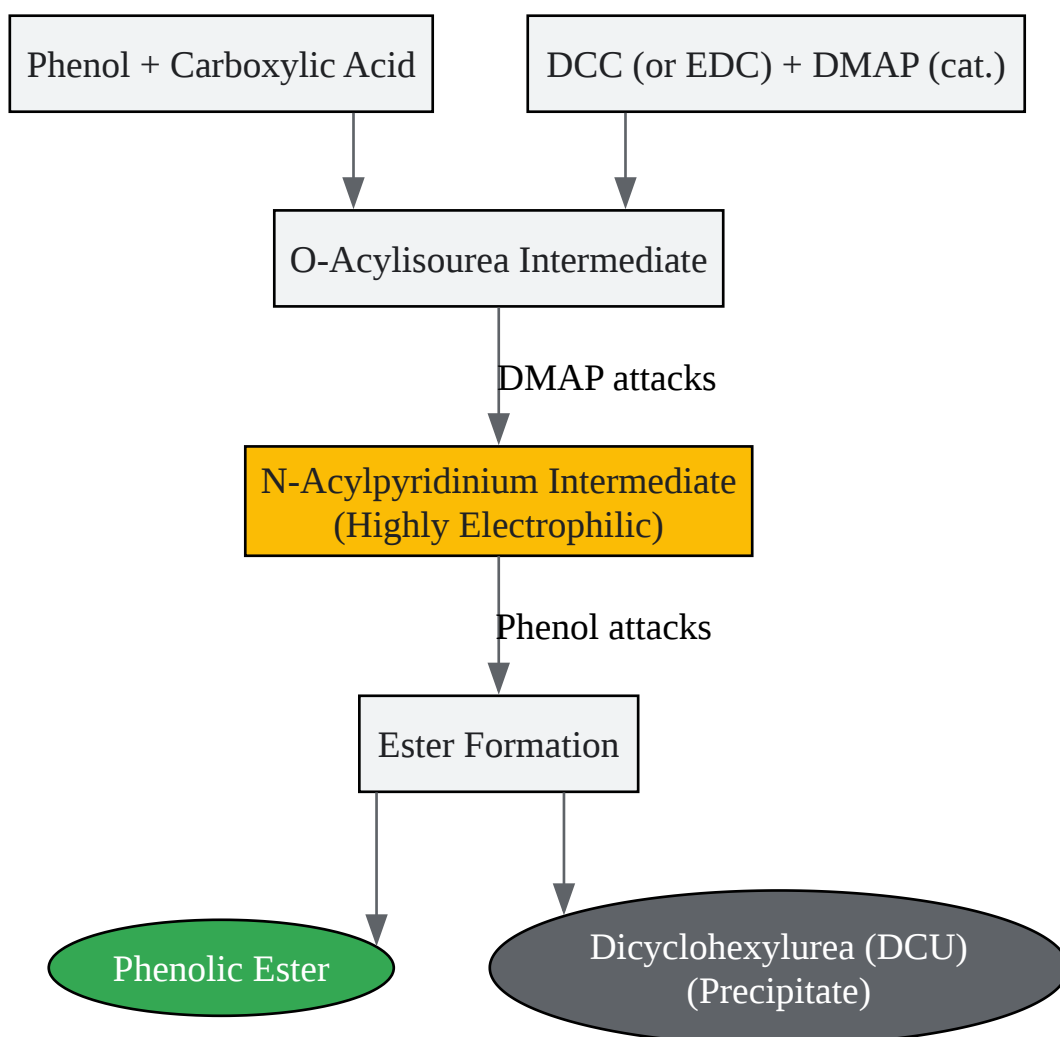 Phenol + Carboxylic Acid
DCC (or EDC) + DMAP (cat.)
O-Acylisourea Intermediate
DMAP attacks
N-Acylpyridinium Intermediate
(Highly Electrophilic)
Phenol attacks
Ester Formation
Phenolic Ester
Dicyclohexylurea (DCU)
(Precipitate)